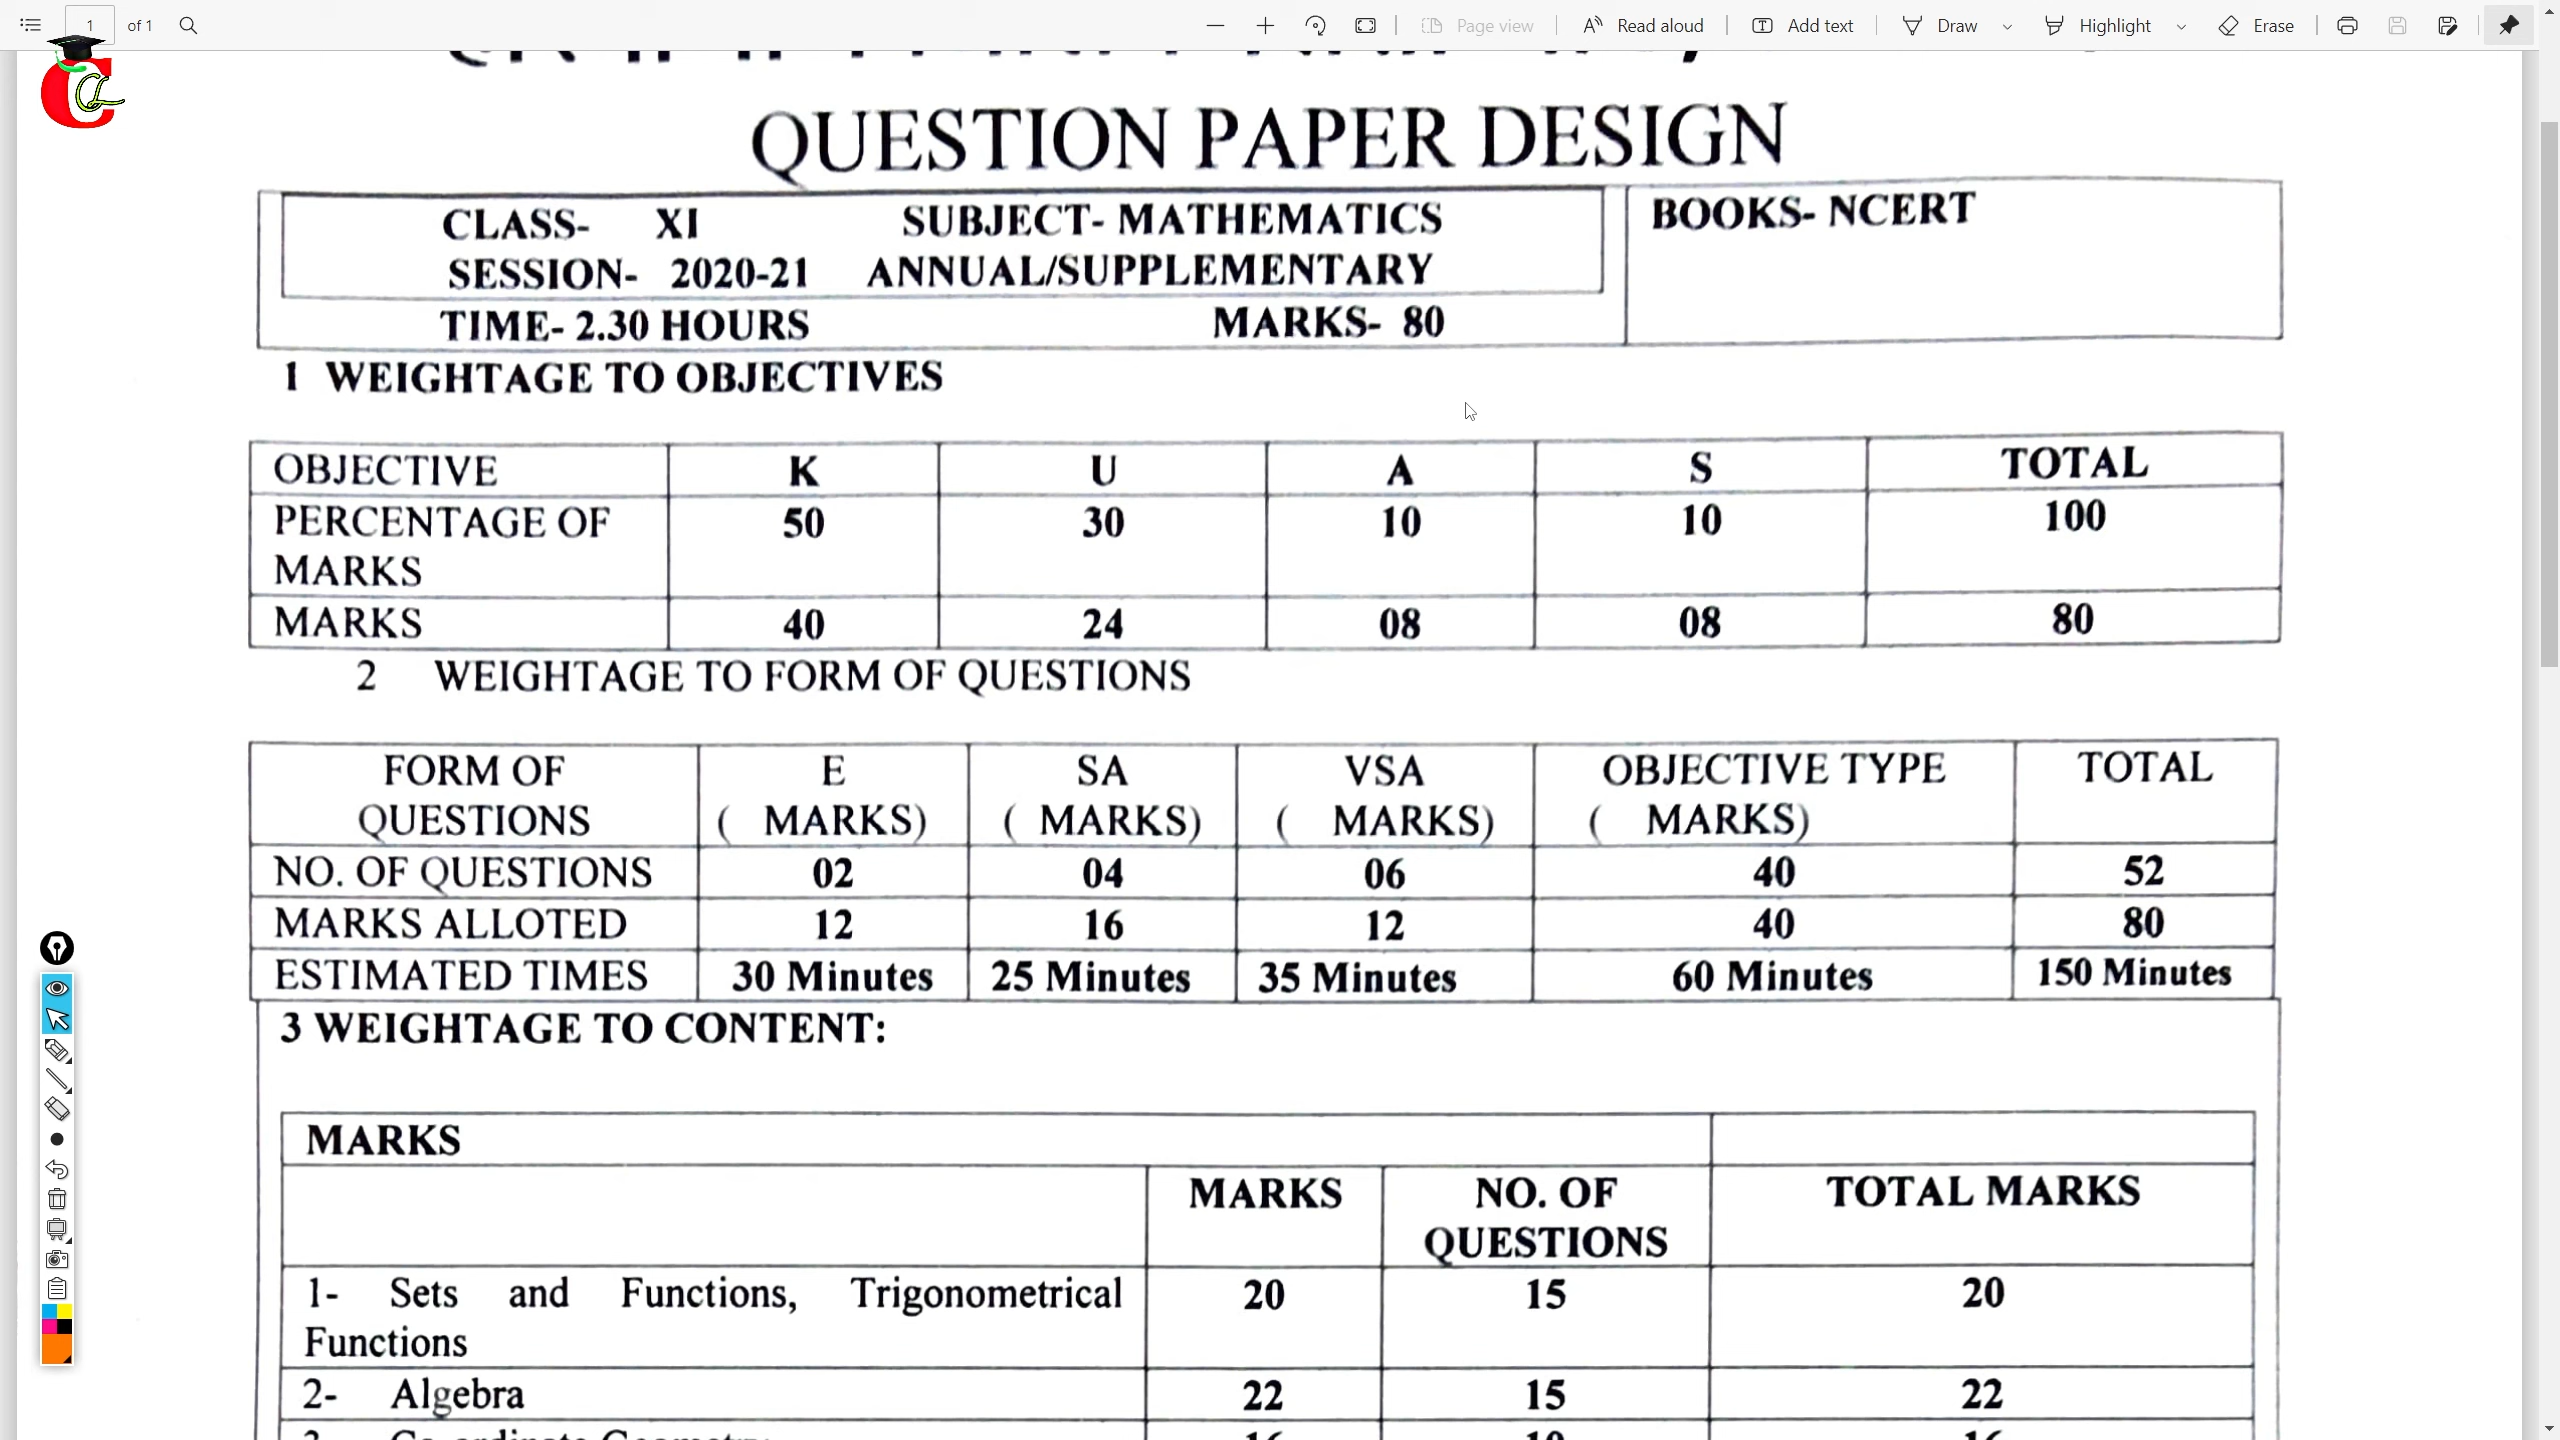 1 of 1 Page view Read aloud Add text Draw Highlight Erase
QUESTION PAPER DESIGN
CLASS- XI SUBJECT- MATHEMATICS BOOKS- NCERT
SESSION- 2020-21 ANNUAL/SUPPLEMENTARY
TIME- 2.30 HOURS MARKS- 80
1 WEIGHTAGE TO OBJECTIVES
OBJECTIVE K U A S TOTAL
PERCENTAGE OF 50 30 10 10 100
MARKS
MARKS 40 24 08 08 80
2 WEIGHTAGE TO FORM OF QUESTIONS
FORM OF E SA VSA OBJECTIVE TYPE TOTAL
QUESTIONS ( MARKS) ( MARKS) ( MARKS) ( MARKS)
NO. OF QUESTIONS 02 04 06 40 52
MARKS ALLOTED 12 16 12 40 80
ESTIMATED TIMES 30 Minutes 25 Minutes 35 Minutes 60 Minutes 150 Minutes
3 WEIGHTAGE TO CONTENT:
MARKS
MARKS NO. OF TOTAL MARKS
QUESTIONS
1- Sets and Functions, Trigonometrical 20 15 20
Functions
2- Algebra 22 15 22